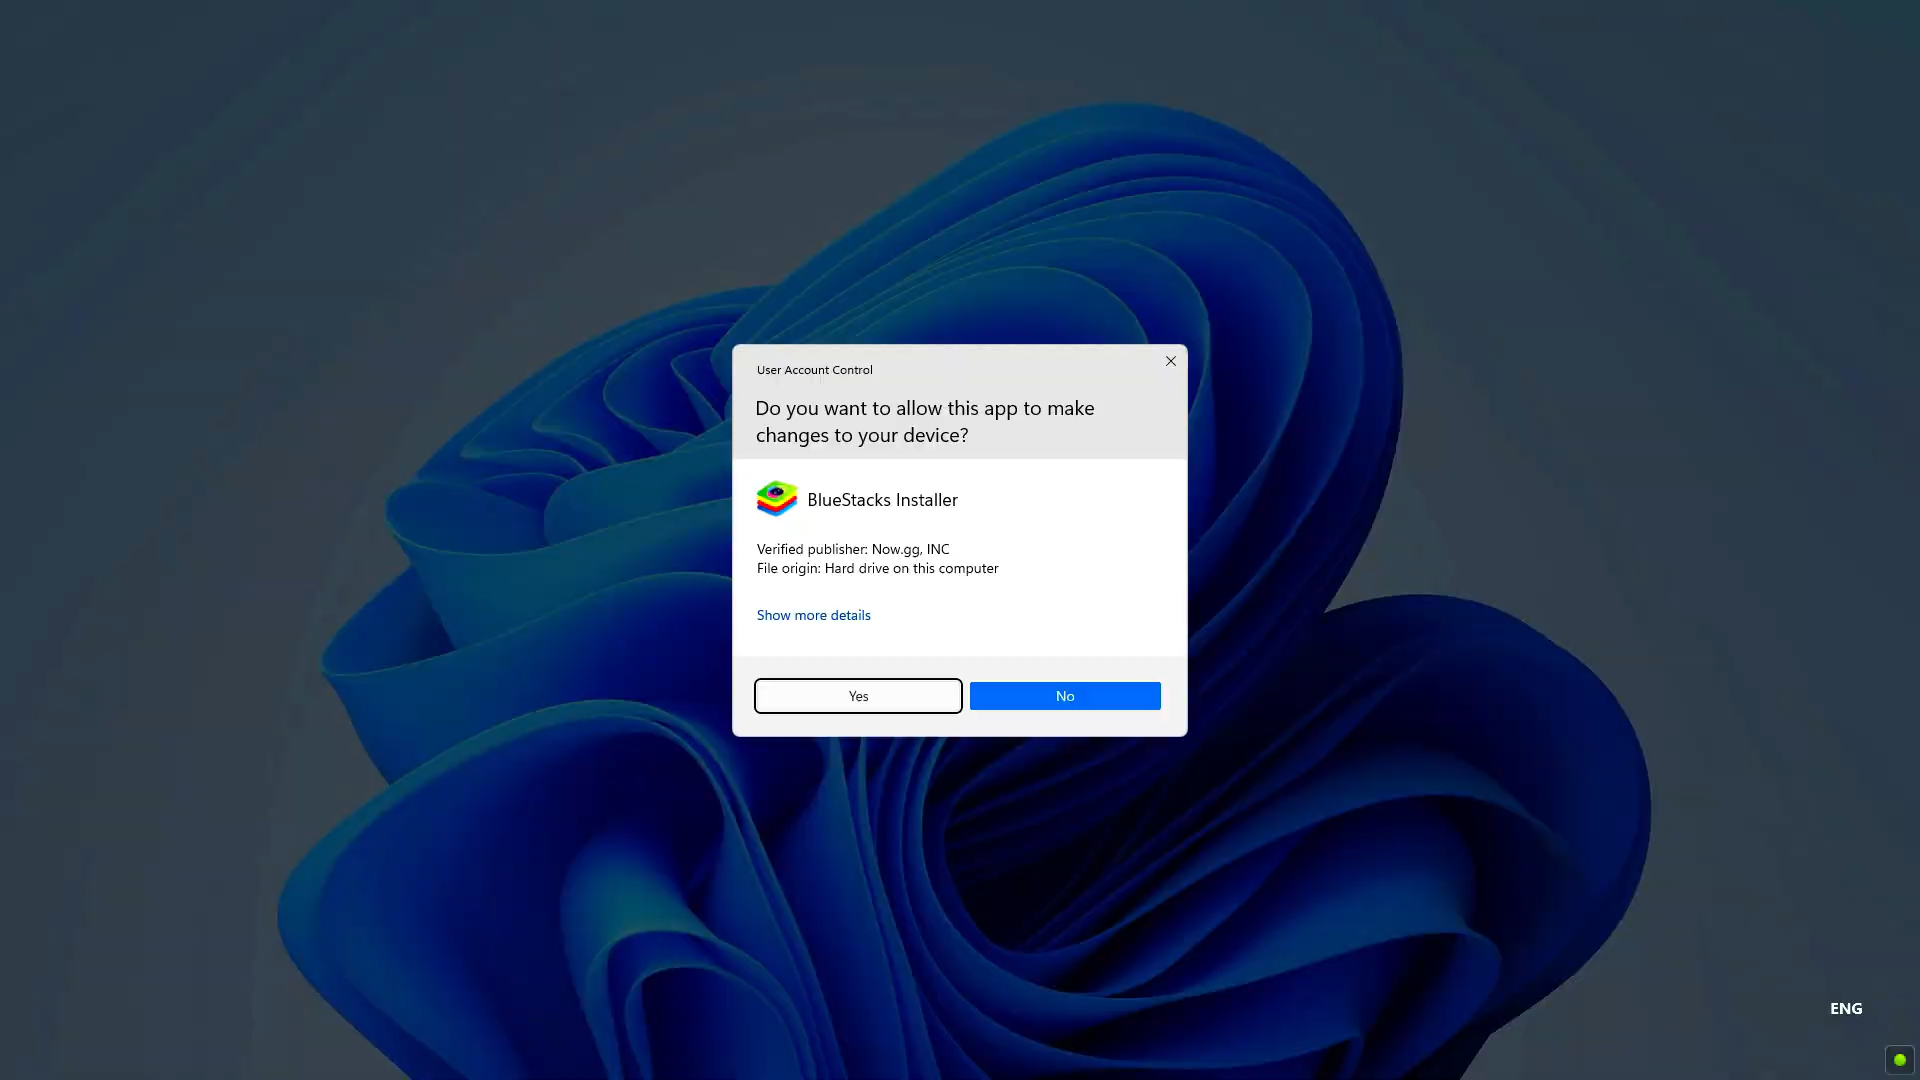 User Account Control
Do you want to allow this app to make
changes to your device?
BlueStacks Installer
Verified publisher: Now.gg, INC
File origin: Hard drive on this computer
Show more details
Yes
No
ENG